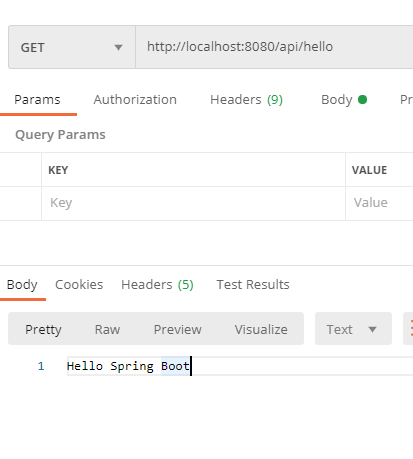 GET http://localhost:8080/api/hello
Params Authorization Headers (9) Body Pr
Query Params
KEY VALUE
Key Value
Body Cookies Headers (5) Test Results
Pretty Raw Preview Visualize Text
1 Hello Spring Boot